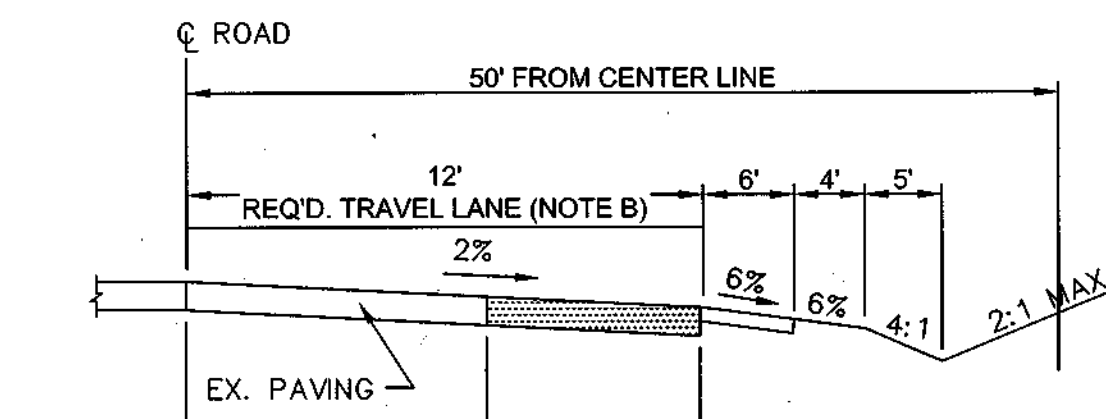 ℄ ROAD
50' FROM CENTER LINE
12'
6'
4'
5'
REQ'D. TRAVEL LANE (NOTE B)
2%
6%
6%
4:1
2:1 MAX
EX. PAVING